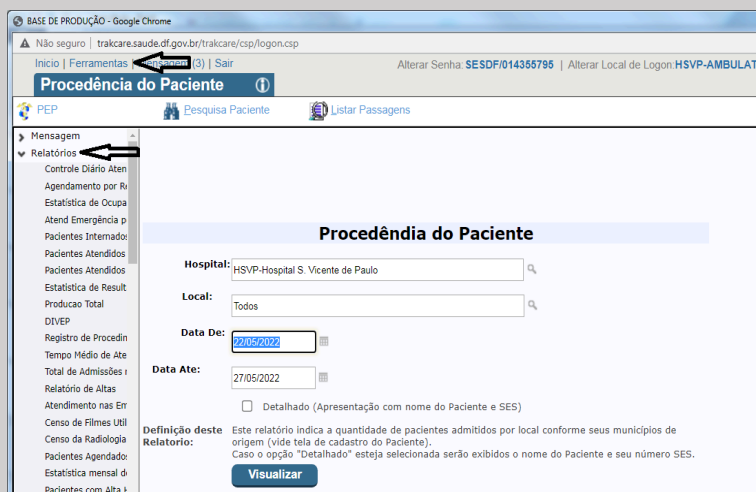 BASE DE PRODUÇÃO - Google Chrome
Não seguro | trakcare.saude.df.gov.br/trakcare/csp/logon.csp
Inicio | Ferramentas | Mensagem (3) | Sair
Alterar Senha: SESDF/014355795 | Alterar Local de Logon:HSVP-AMBULAT
Procedência do Paciente
PEP
Pesquisa Paciente
Listar Passagens
Mensagem
Relatórios
Controle Diário Aten
Agendamento por Re
Estatística de Ocupa
Atend Emergência p
Pacientes Internados
Pacientes Atendidos
Pacientes Atendidos
Estatistica de Result
Producao Total
DIVEP
Registro de Procedin
Tempo Médio de Ate
Total de Admissões
Relatório de Altas
Atendimento nas Em
Censo de Filmes Util
Censo da Radiologia
Pacientes Agendados
Estatística mensal d
Pacientes com Alta
Procedêndia do Paciente
Hospital:
HSVP-Hospital S. Vicente de Paulo
Local:
Todos
Data De:
22/05/2022
Data Ate:
27/05/2022
Detalhado (Apresentação com nome do Paciente e SES)
Definição deste Relatorio:
Este relatório indica a quantidade de pacientes admitidos por local conforme seus municípios de
origem (vide tela de cadastro do Paciente).
Caso o opção "Detalhado" esteja selecionada serão exibidos o nome do Paciente e seu número SES.
Visualizar